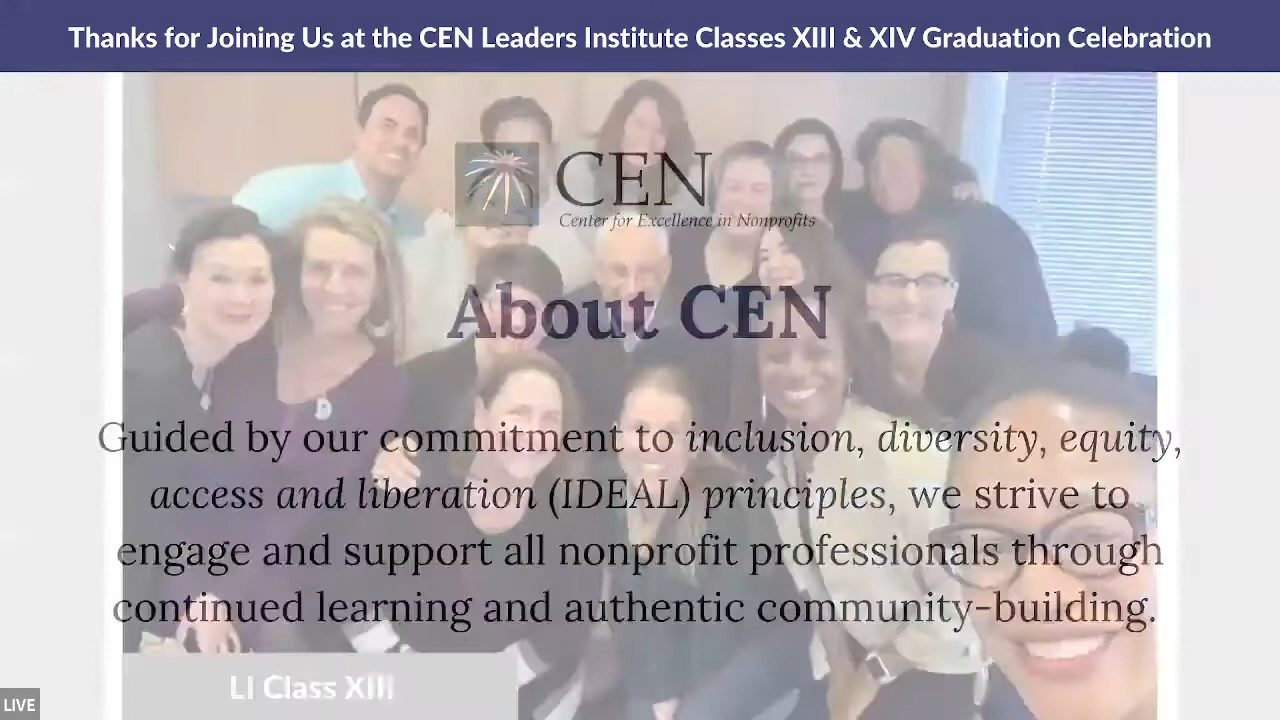 Thanks for Joining Us at the CEN Leaders Institute Classes XIII & XIV Graduation Celebration
CEN
Center for Excellence in Nonprofits
About CEN
Guided by our commitment to inclusion, diversity, equity,
access and liberation (IDEAL) principles, we strive to
engage and support all nonprofit professionals through
continued learning and authentic community-building.
LI Class XIII
LIVE